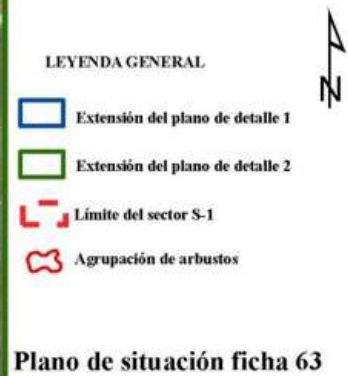 N
LEYENDA GENERAL
Extensión del plano de detalle 1
Extensión del plano de detalle 2
Límite del sector S-1
Agrupación de arbustos
Plano de situación ficha 63